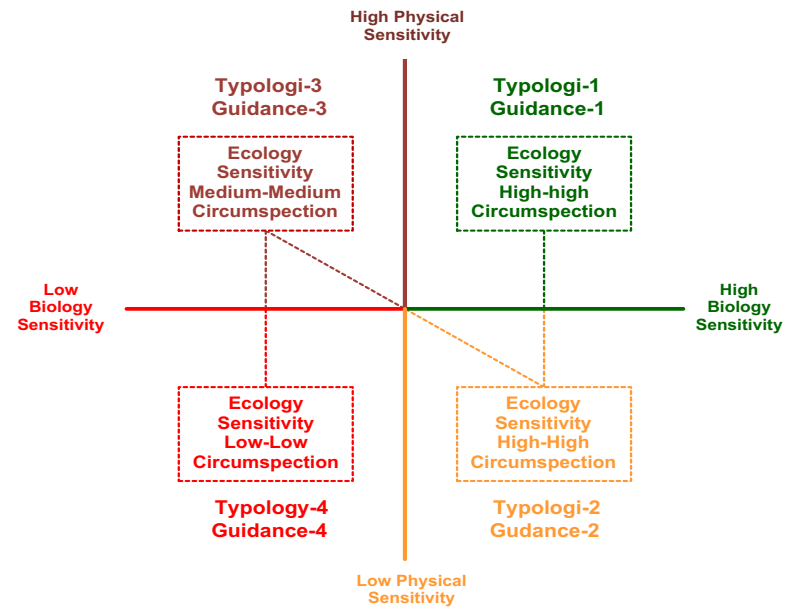 High Physical
Sensitivity
Typologi-3
Guidance-3
Typologi-1
Guidance-1
Ecology
Sensitivity
Medium-Medium
Circumspection
Ecology
Sensitivity
High-high
Circumspection
Low
Biology
Sensitivity
High
Biology
Sensitivity
Ecology
Sensitivity
Low-Low
Circumspection
Ecology
Sensitivity
High-High
Circumspection
Typology-4
Guidance-4
Typologi-2
Gudance-2
Low Physical
Sensitivity